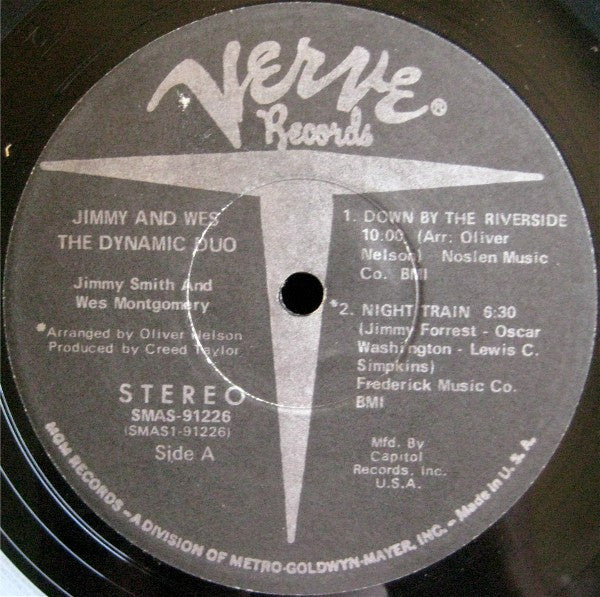 Verve®
Records
JIMMY AND WES
THE DYNAMIC DUO
Jimmy Smith And
Wes Montgomery
*Arranged by Oliver Nelson
Produced by Creed Taylor
STEREO
SMAS-91226
(SMAS1-91226)
Side A
1. DOWN BY THE RIVERSIDE
10.00, (Arr: Oliver
Nelson) Noslen Music
Co. BMI
*2. NIGHT TRAIN 6:30
(Jimmy Forrest - Oscar
Washington - Lewis C.
Simpkins)
Frederick Music Co.
BMI
Mfd. By
Capitol
Records, Inc.
U.S.A.
MGM RECORDS – A DIVISION OF METRO-GOLDWYN-MAYER, INC. – Made in U.S.A.